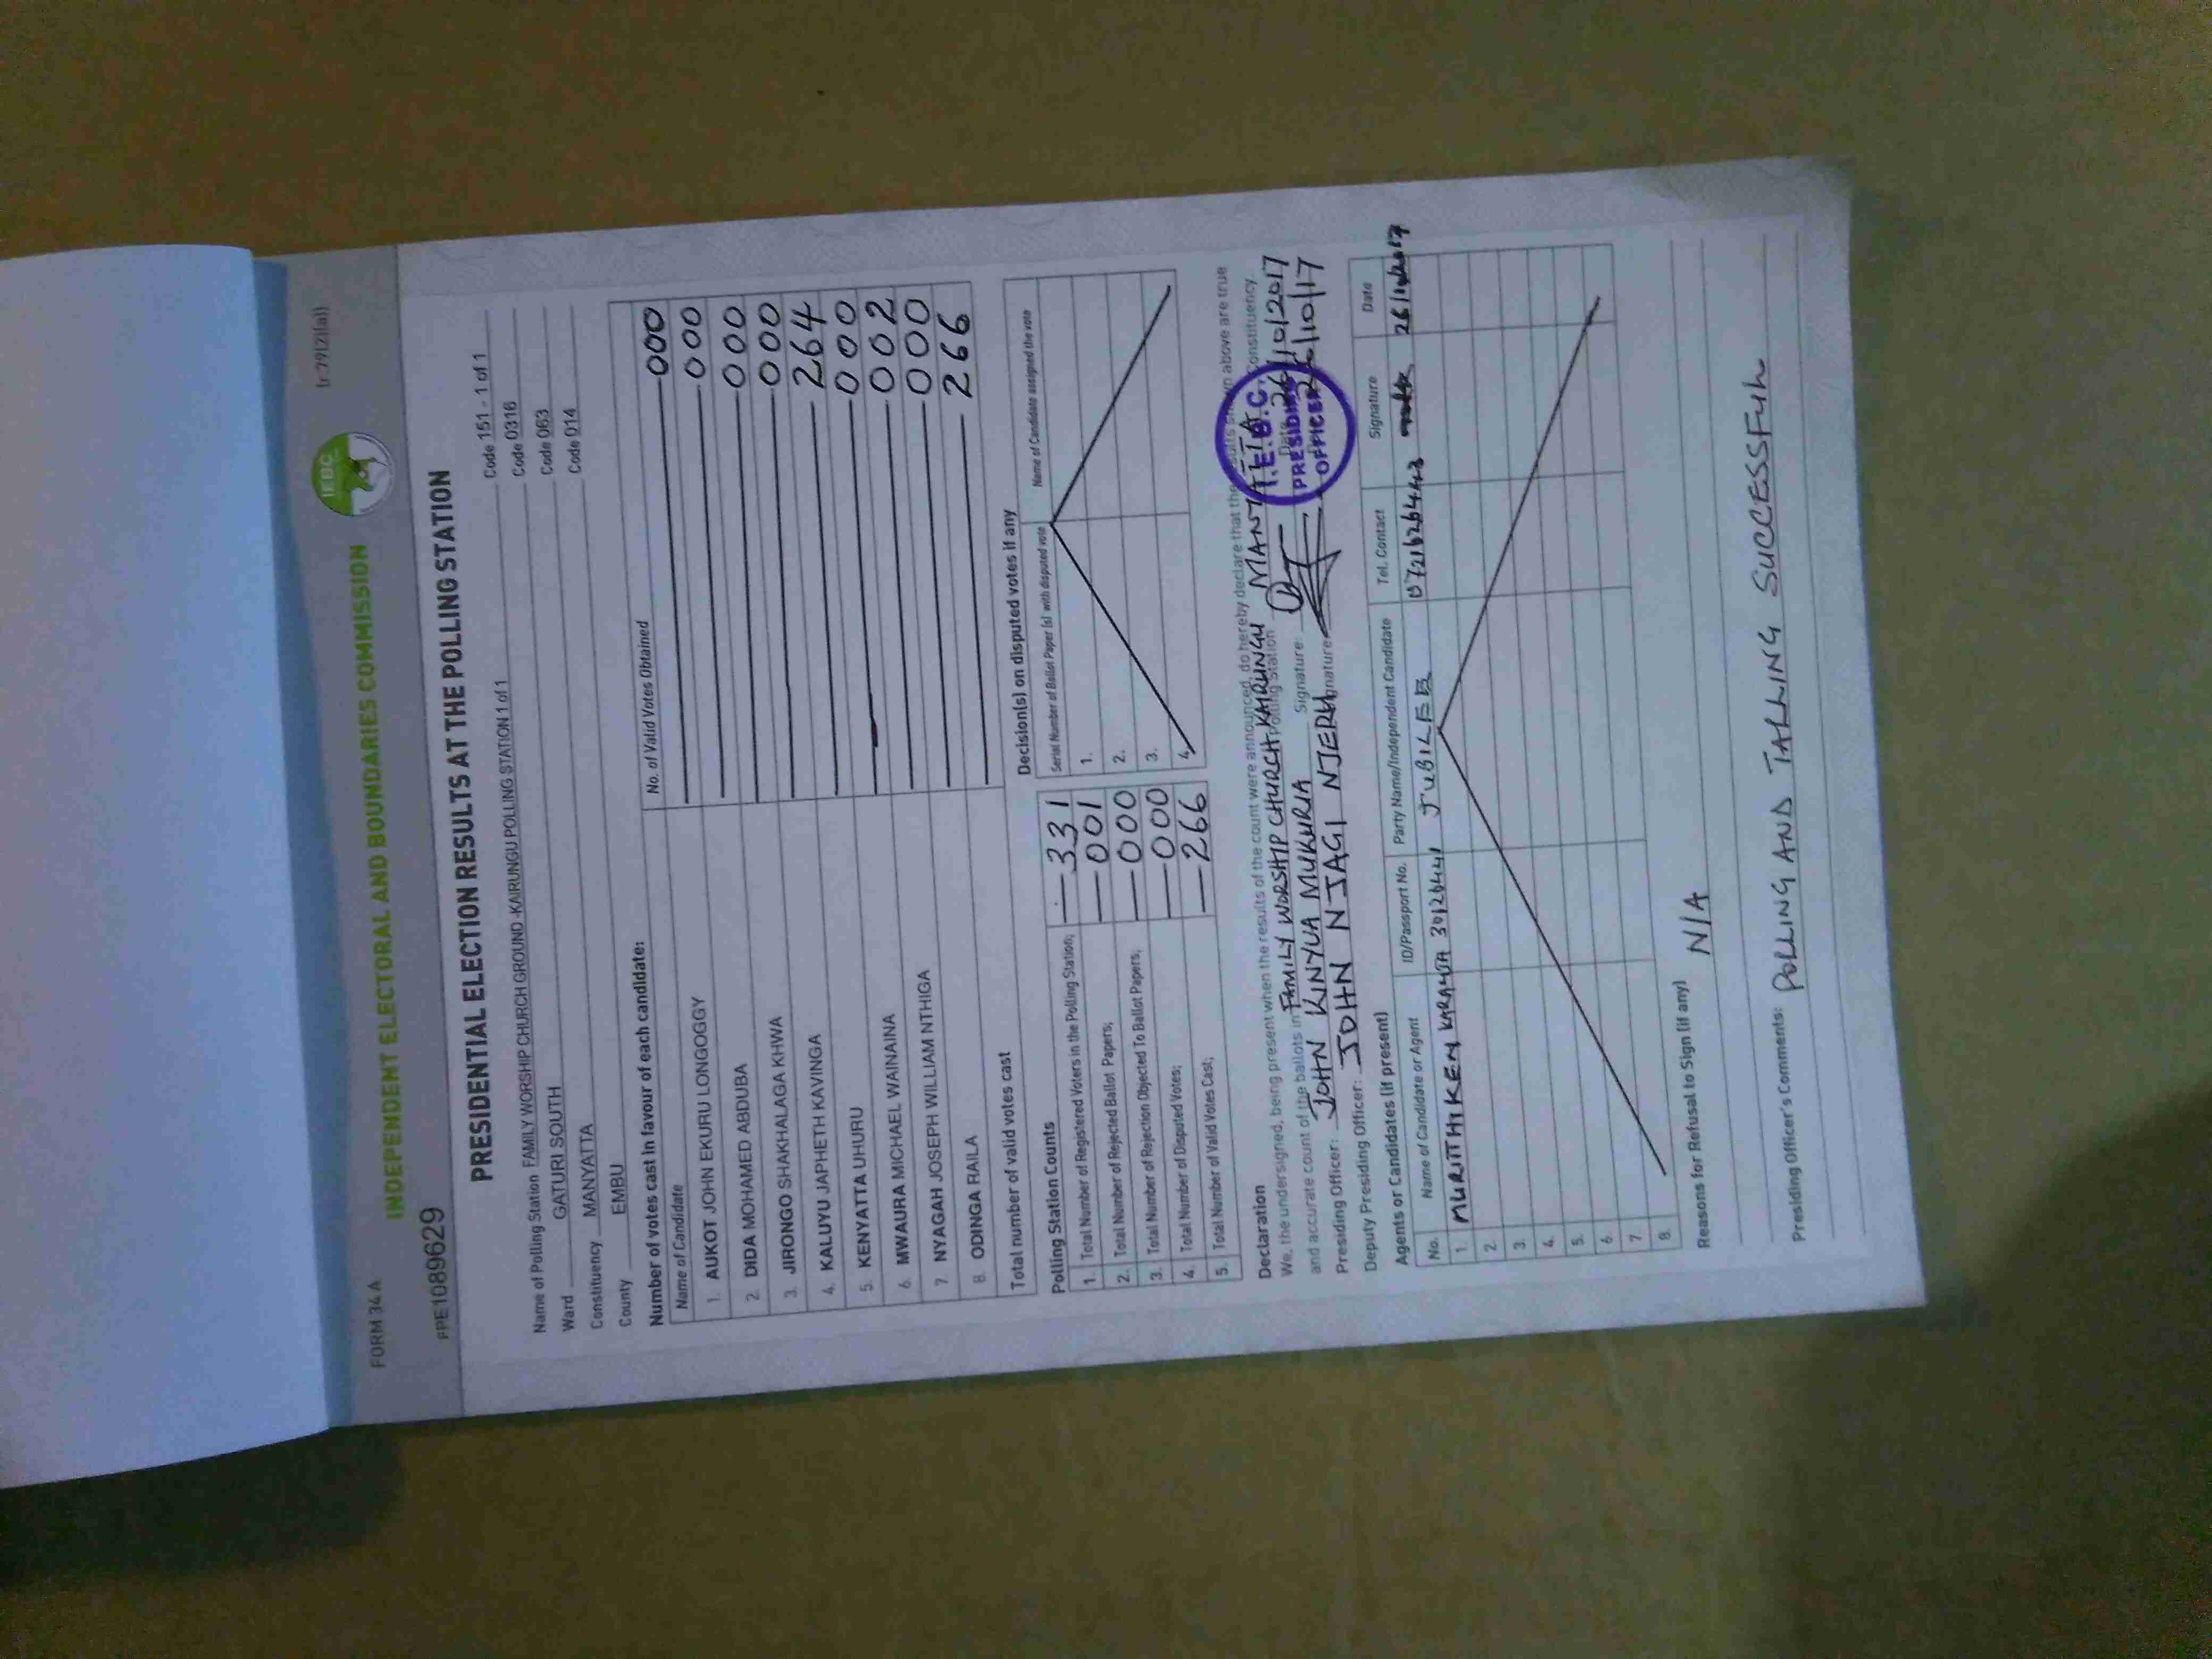 FORM 34 A
(r.79(2)(a))
INDEPENDENT ELECTORAL AND BOUNDARIES COMMISSION
IEBC
PPE1089629
PRESIDENTIAL ELECTION RESULTS AT THE POLLING STATION
Name of Polling Station FAMILY WORSHIP CHURCH GROUND -KAIRUNGU POLLING STATION 1 of 1 Code 151 - 1 of 1
Ward GATURI SOUTH Code 0316
Constituency MANYATTA Code 063
County EMBU Code 014
Number of votes cast in favour of each candidate:
Name of Candidate No. of Valid Votes Obtained
1. AUKOT JOHN EKURU LONGOGGY 000
2. DIDA MOHAMED ABDUBA 000
3. JIRONGO SHAKHALAGA KHWA 000
4. KALUYU JAPHETH KAVINGA 000
5. KENYATTA UHURU 264
6. MWAURA MICHAEL WAINAINA 000
7. NYAGAH JOSEPH WILLIAM NTHIGA 002
8. ODINGA RAILA 000
Total number of valid votes cast 266
Polling Station Counts
1. Total Number of Registered Voters in the Polling Station; 331
2. Total Number of Rejected Ballot Papers; 001
3. Total Number of Rejection Objected To Ballot Papers; 000
4. Total Number of Disputed Votes; 000
5. Total Number of Valid Votes Cast; 266
Decision(s) on disputed votes if any
Serial Number of Ballot Paper (s) with disputed vote Name of Candidate assigned the vote
1.
2.
3.
4.
Declaration
We, the undersigned, being present when the results of the count were announced, do hereby declare that the results shown above are true
and accurate count of the ballots in FAMILY WORSHIP CHURCH KAIRUNGU Polling Station MANYATTA Constituency.
Presiding Officer: JOHN KINYUA MUKURIA Signature: Date 26/10/2017
Deputy Presiding Officer: JOHN NJAGI NJERU Signature 26/10/17
I.E.B.C.
PRESIDING
OFFICER
Agents or Candidates (if present)
No. Name of Candidate or Agent ID/Passport No. Party Name/Independent Candidate Tel. Contact Signature Date
1. MURIITHI KEN 30126441 JUBILEE
2.
3.
4.
5.
6.
7.
8.
Reasons for Refusal to Sign (if any) N/A
Presiding Officer's Comments: POLLING AND TALLING SUCCESSFUL